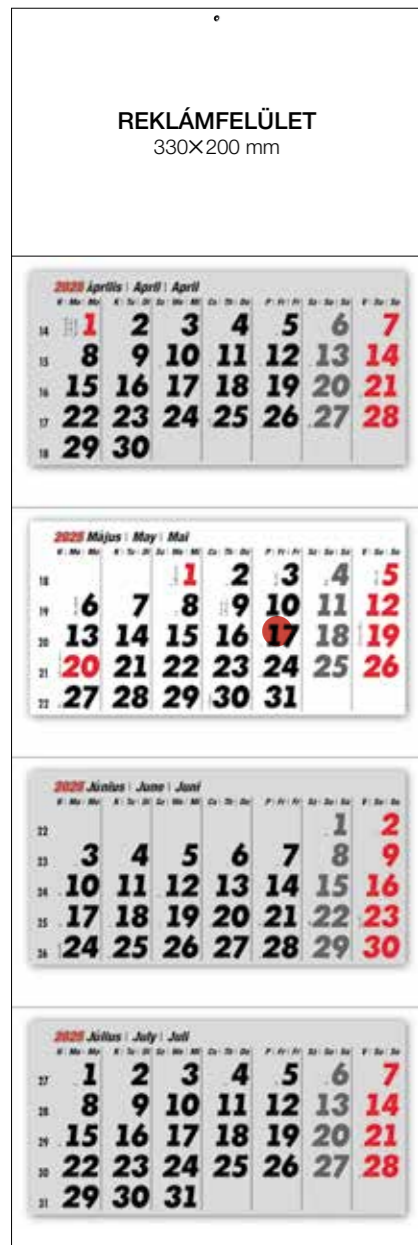 REKLÁMFELÜLET
330×200 mm
2025 Április | April | April
14 1 2 3 4 5 6 7
15 8 9 10 11 12 13 14
16 15 16 17 18 19 20 21
17 22 23 24 25 26 27 28
18 29 30
2025 Május | May | Mai
18 1 2 3 4 5
19 6 7 8 9 10 11 12
20 13 14 15 16 17 18 19
21 20 21 22 23 24 25 26
22 27 28 29 30 31
2025 Június | June | Juni
22 1 2
23 3 4 5 6 7 8 9
24 10 11 12 13 14 15 16
25 17 18 19 20 21 22 23
26 24 25 26 27 28 29 30
2025 Július | July | Juli
27 1 2 3 4 5 6 7
28 8 9 10 11 12 13 14
29 15 16 17 18 19 20 21
30 22 23 24 25 26 27 28
31 29 30 31